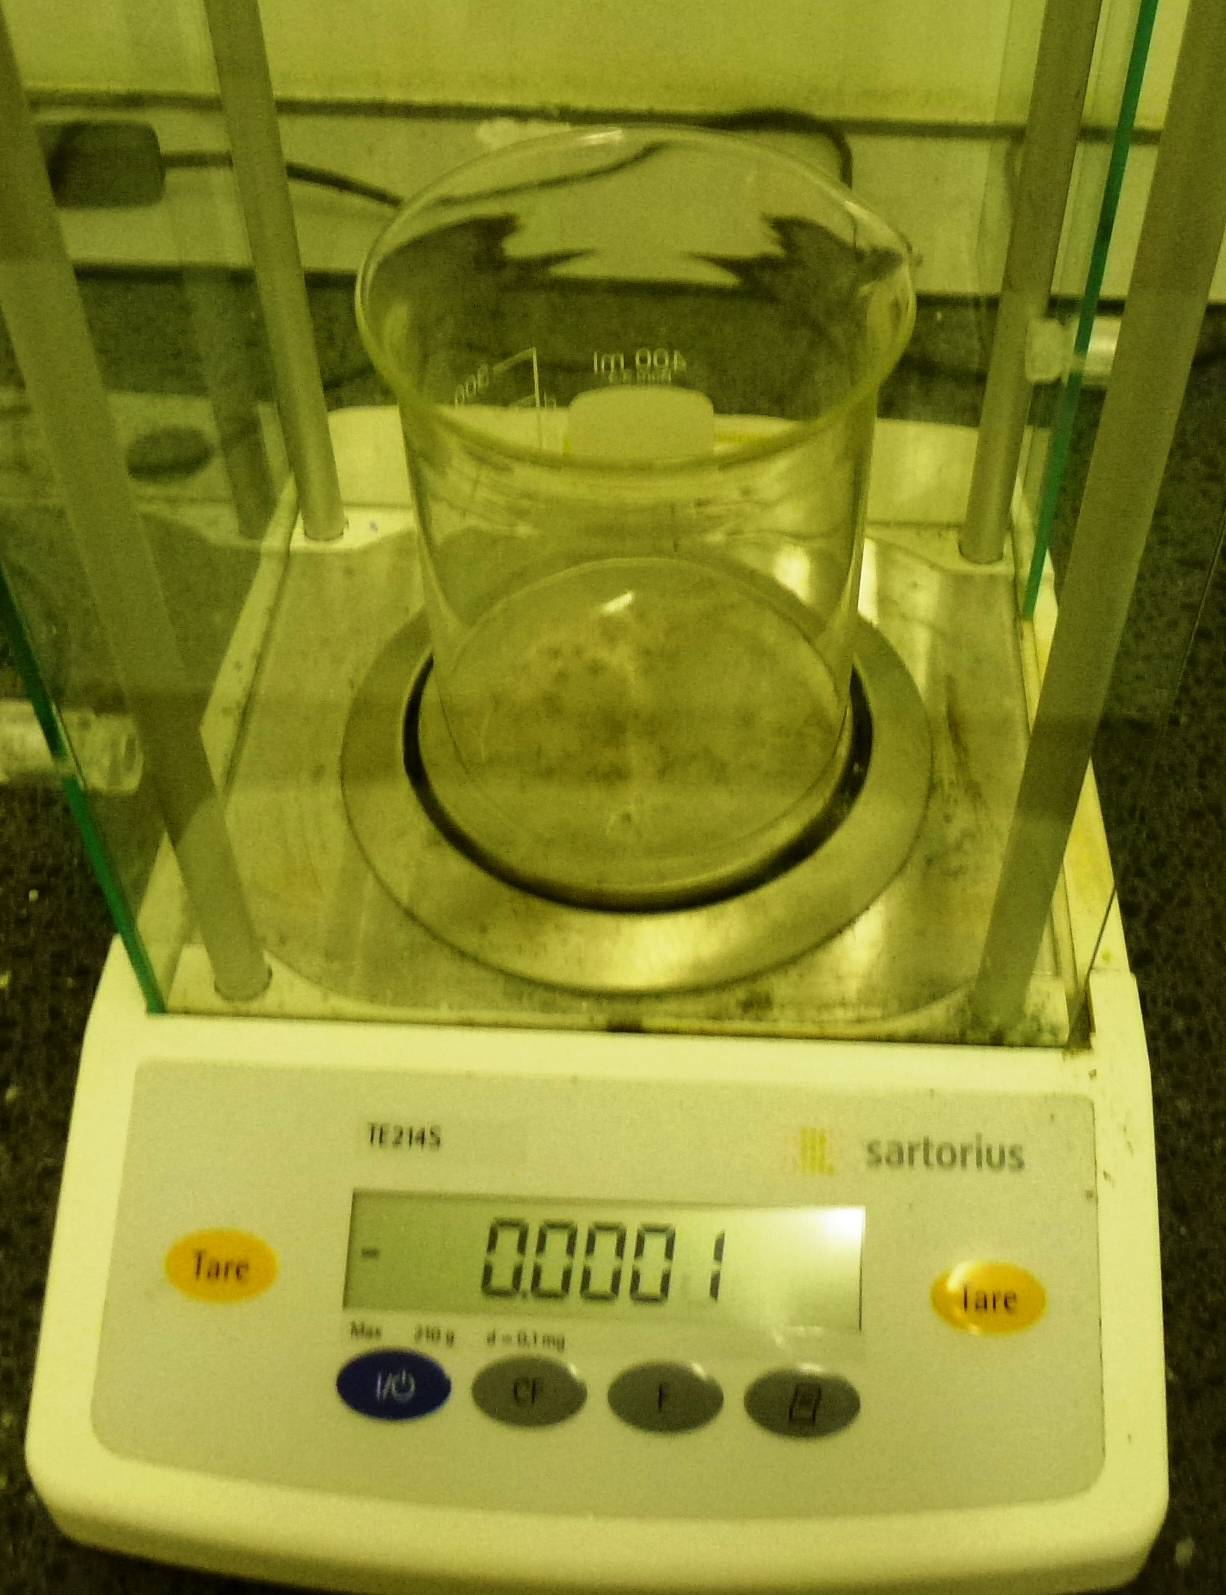 400 ml
TE214S
sartorius
- 0.0001
Tare
Tare
Max 210 g d = 0,1 mg
I/⏻ CF F